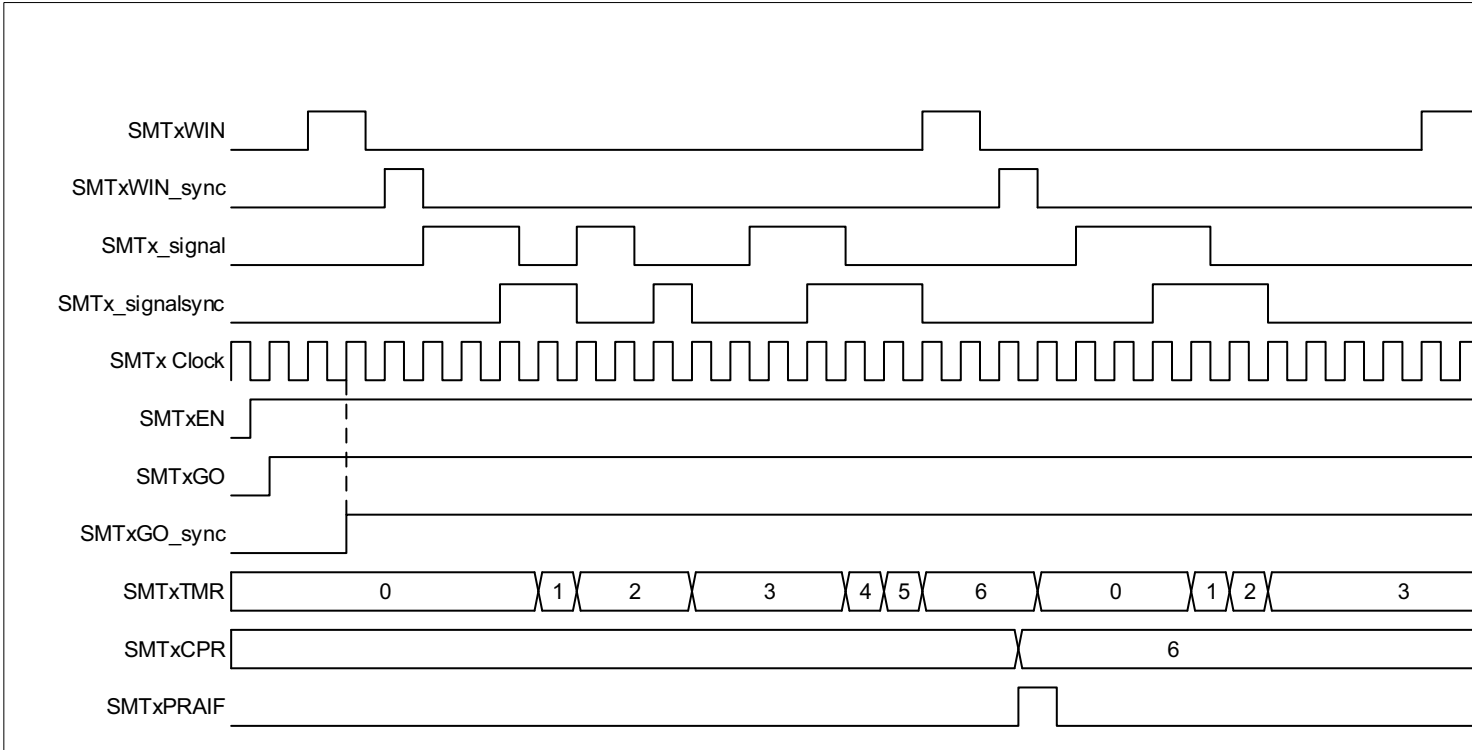 SMTxWIN
SMTxWIN_sync
SMTx_signal
SMTx_signalsync
SMTx Clock
SMTxEN
SMTxGO
SMTxGO_sync
SMTxTMR 0 1 2 3 4 5 6 0 1 2 3
SMTxCPR 6
SMTxPRAIF